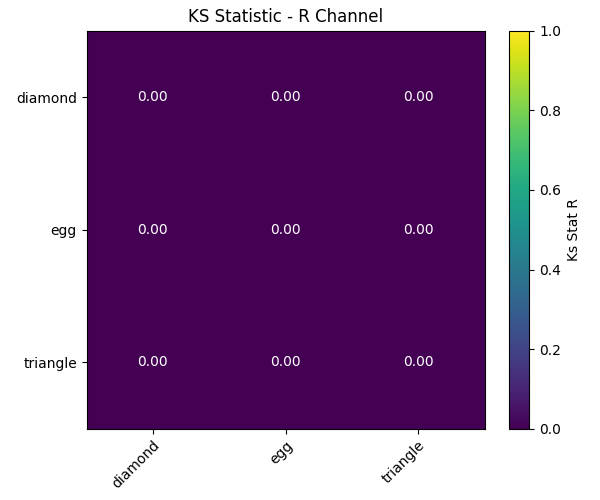 KS Statistic - R Channel
diamond
0.00 0.00 0.00
egg
0.00 0.00 0.00
triangle
0.00 0.00 0.00
diamond
egg
triangle
1.0
0.8
0.6
0.4
0.2
0.0
Ks Stat R